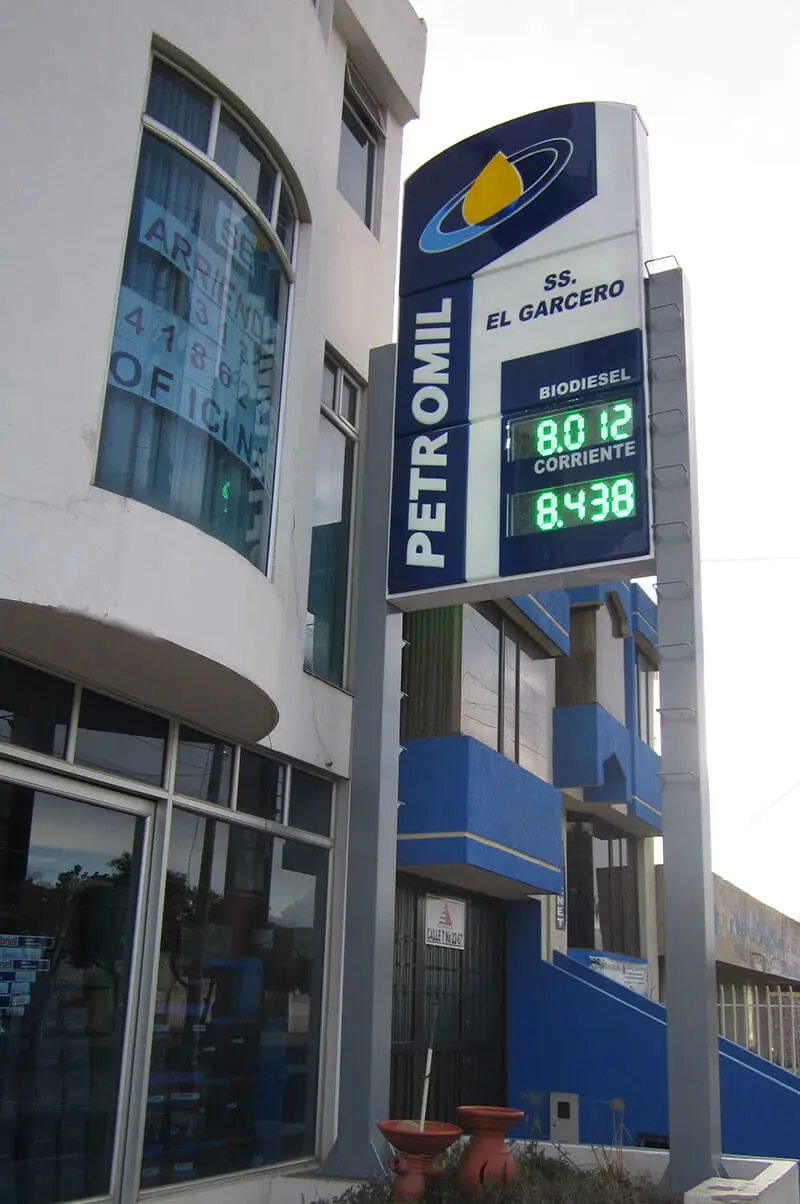 SE
ARRIENDA
OFICINA
SS.
EL GARCERO
PETROMIL
BIODIESEL
8.012
CORRIENTE
8.438
CALLE 7 No 22-67